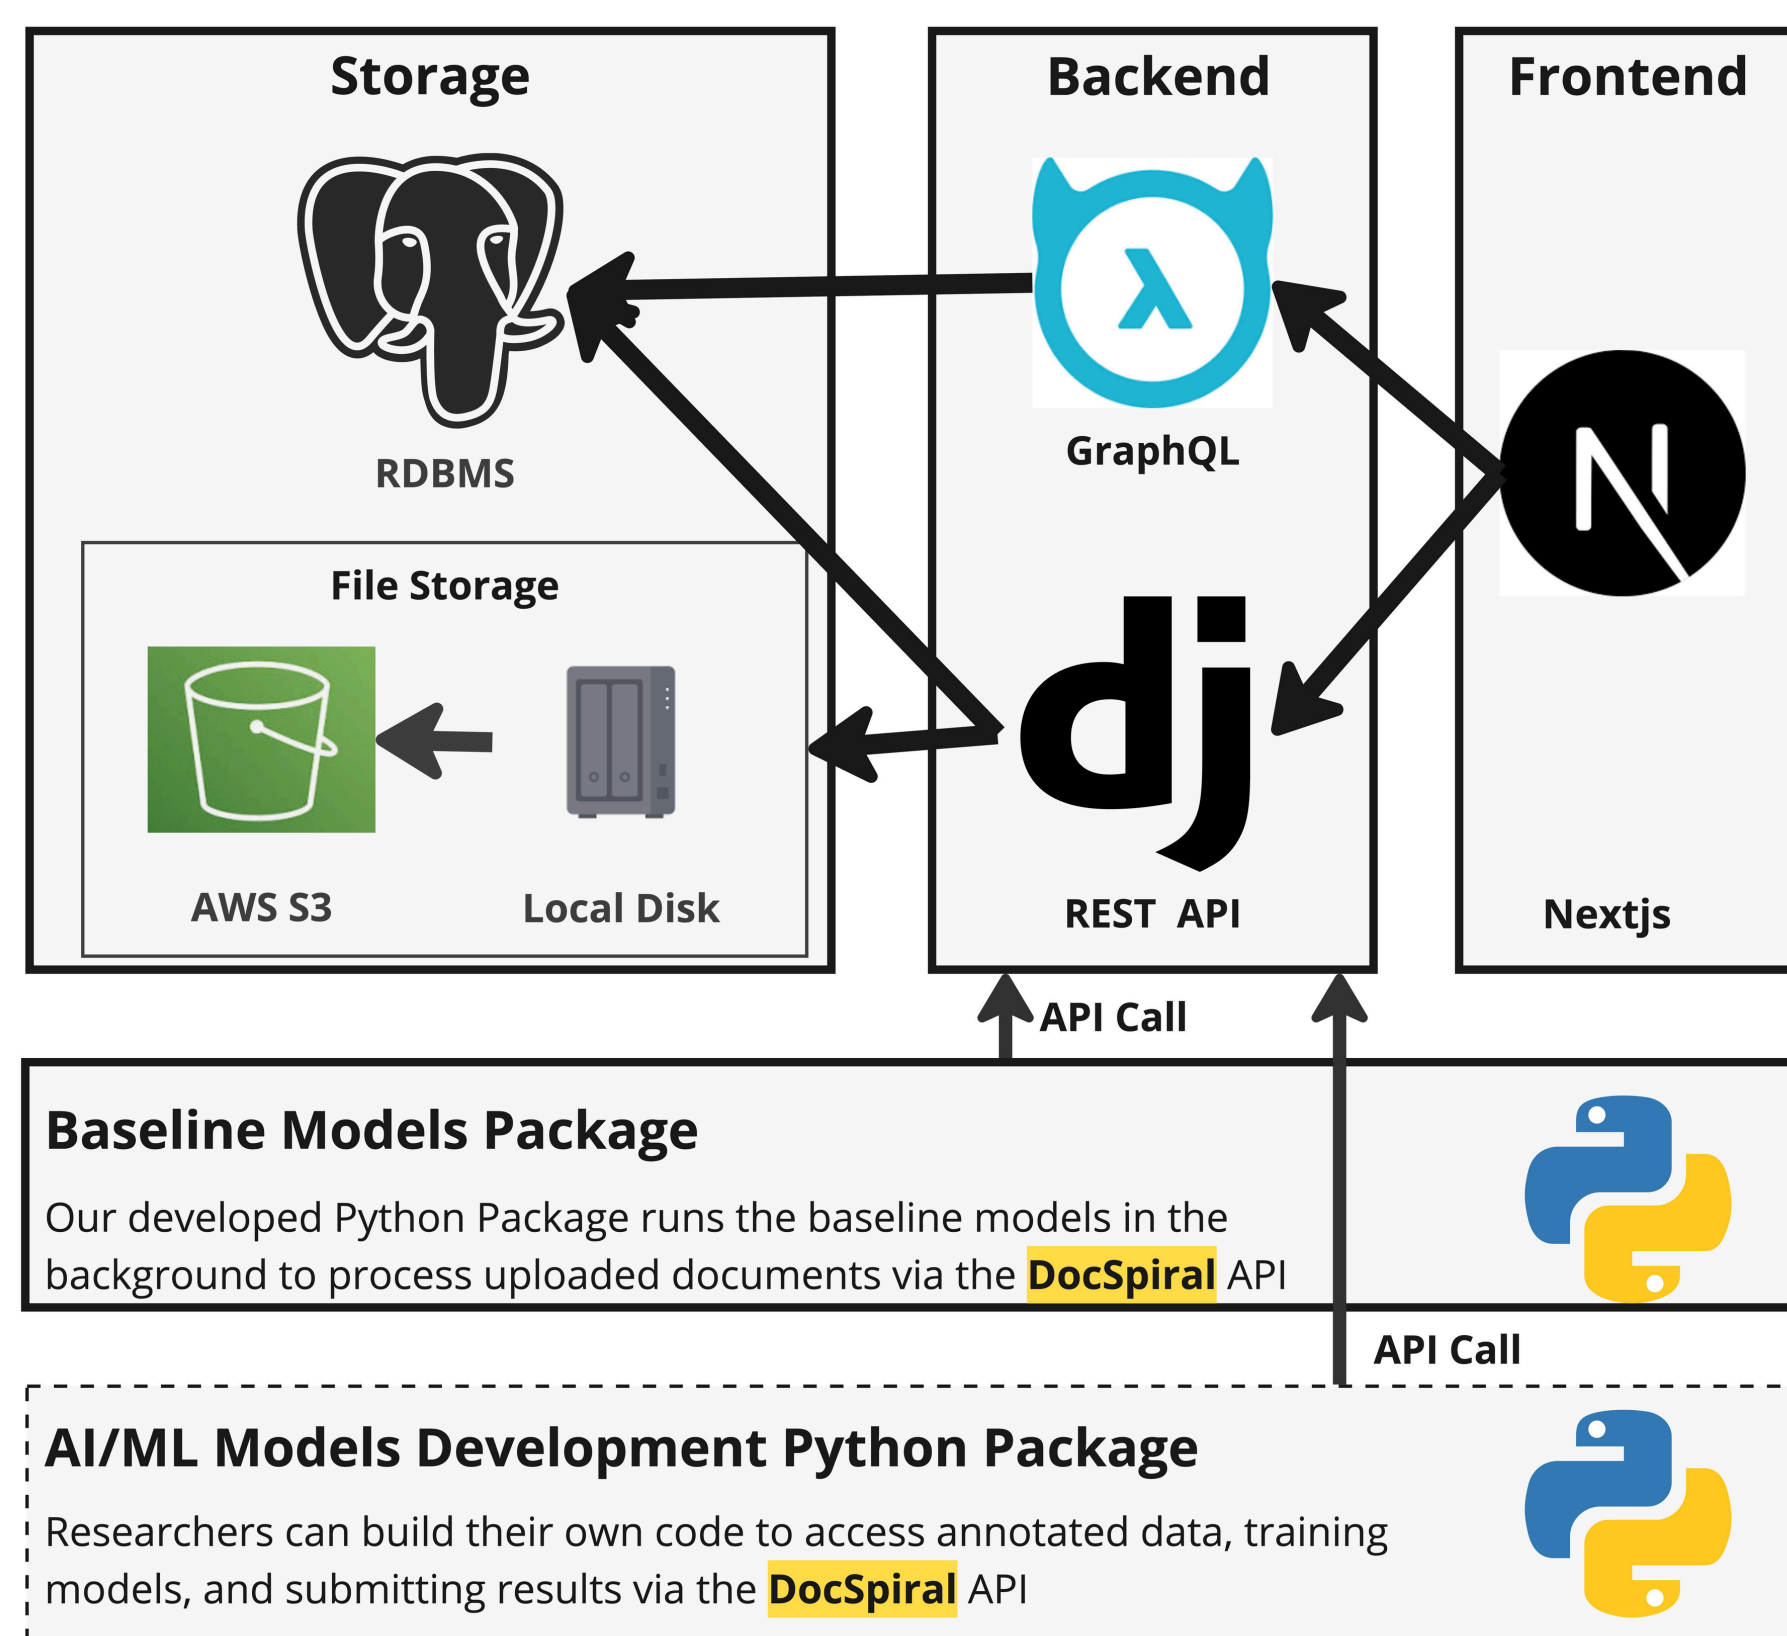 Storage
RDBMS
File Storage
AWS S3
Local Disk
Backend
λ
GraphQL
dj
REST API
Frontend
N
Nextjs
API Call
Baseline Models Package
Our developed Python Package runs the baseline models in the
background to process uploaded documents via the DocSpiral API
API Call
AI/ML Models Development Python Package
Researchers can build their own code to access annotated data, training
models, and submitting results via the DocSpiral API